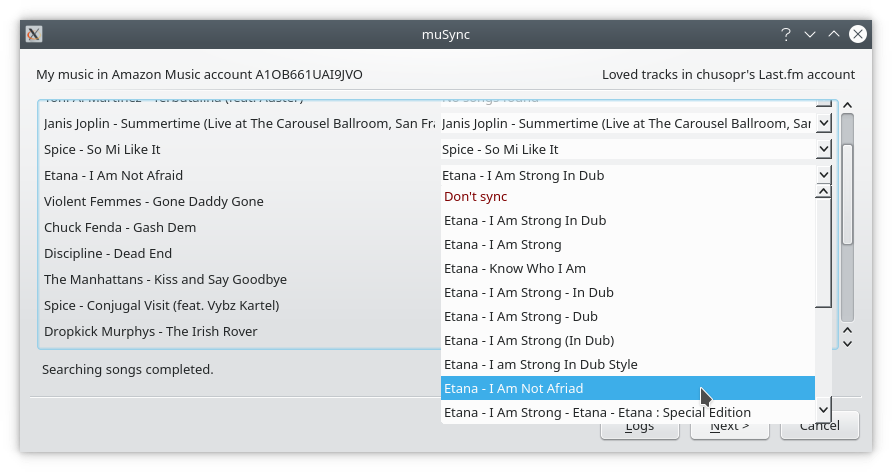 muSync
My music in Amazon Music account A1OB661UAI9JVO
Loved tracks in chusopr's Last.fm account
Toni A. Martinez - Terbutalina (feat. Auster)
No songs found
Janis Joplin - Summertime (Live at The Carousel Ballroom, San Fra
Janis Joplin - Summertime (Live at The Carousel Ballroom, Sar
Spice - So Mi Like It
Spice - So Mi Like It
Etana - I Am Not Afraid
Etana - I Am Strong In Dub
Violent Femmes - Gone Daddy Gone
Chuck Fenda - Gash Dem
Discipline - Dead End
The Manhattans - Kiss and Say Goodbye
Spice - Conjugal Visit (feat. Vybz Kartel)
Dropkick Murphys - The Irish Rover
Don't sync
Etana - I Am Strong In Dub
Etana - I Am Strong
Etana - Know Who I Am
Etana - I Am Strong - In Dub
Etana - I Am Strong - Dub
Etana - I Am Strong (In Dub)
Etana - I am Strong In Dub Style
Etana - I Am Not Afriad
Etana - I Am Strong - Etana - Etana : Special Edition
Searching songs completed.
Logs
Next >
Cancel